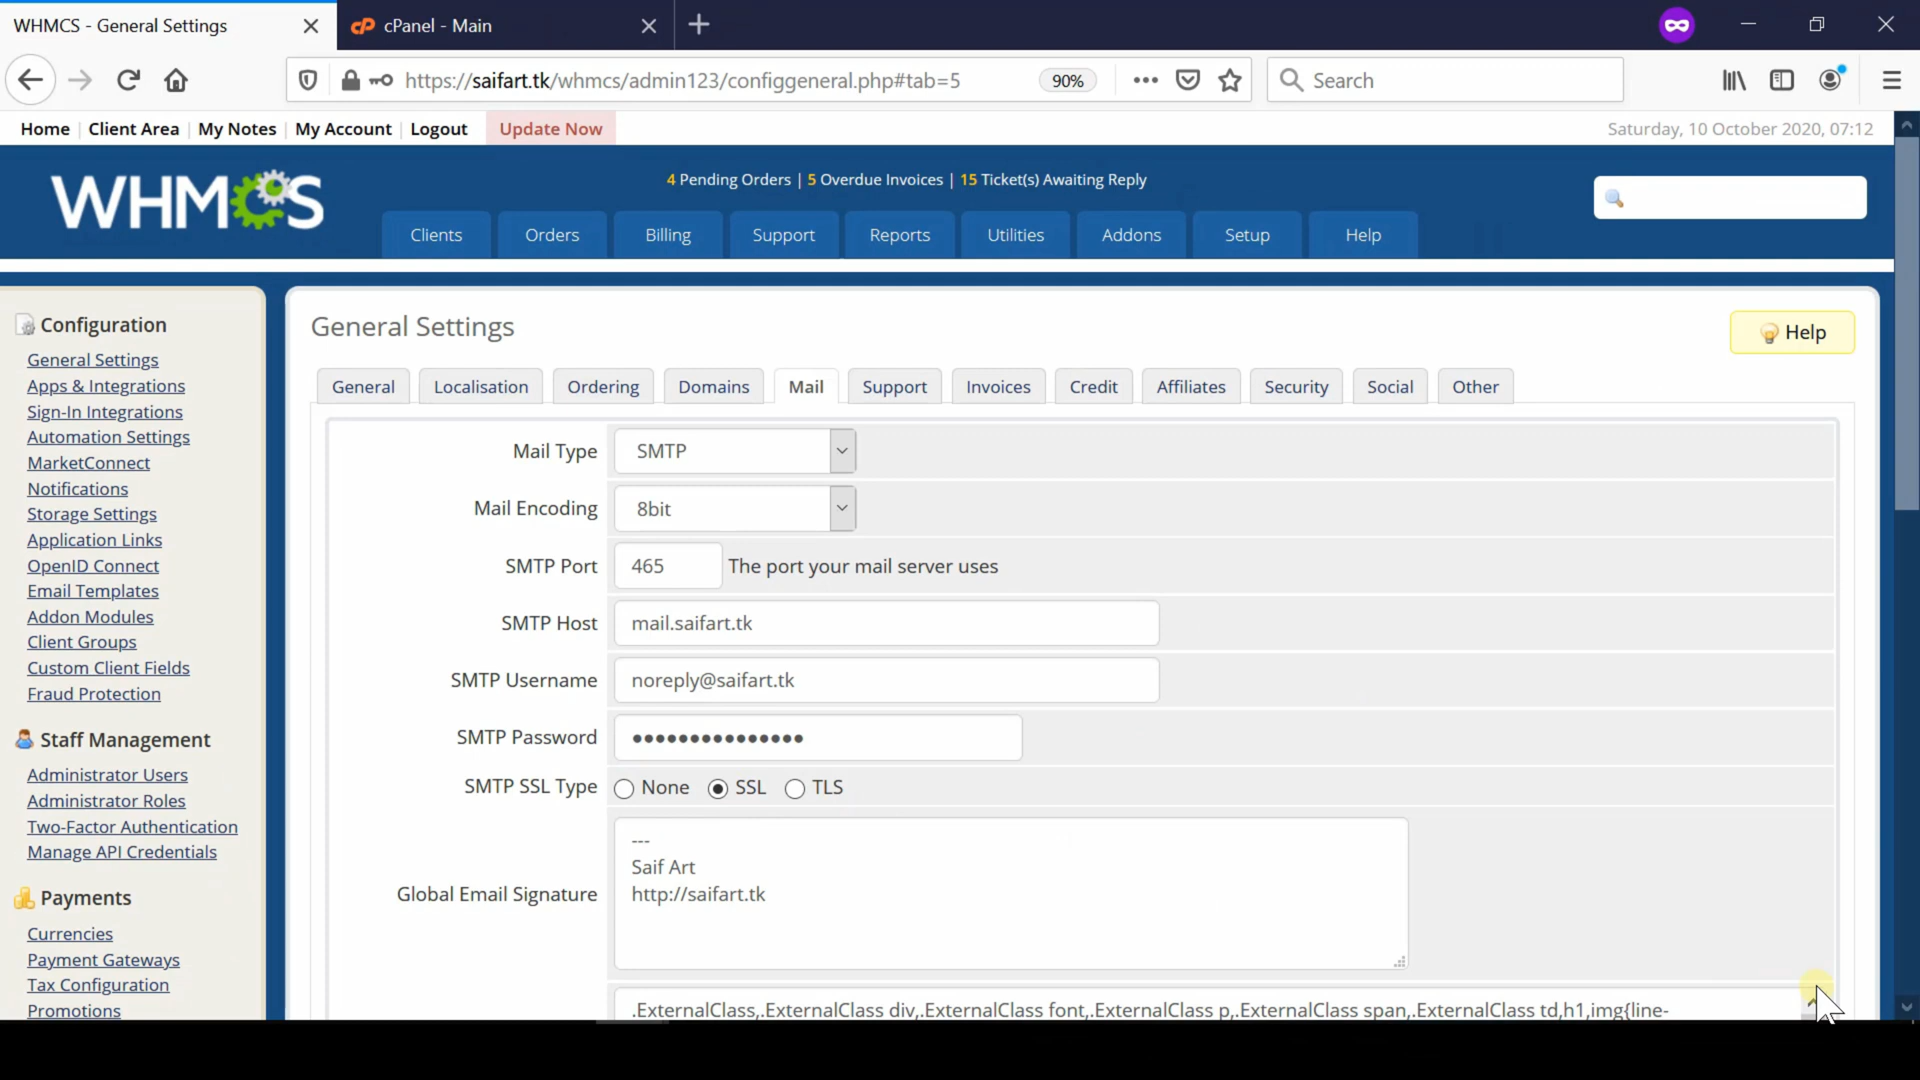 WHMCS - General Settings
cPanel - Main
https://saifart.tk/whmcs/admin123/configgeneral.php#tab=5
90%
Search
Home
Client Area
My Notes
My Account
Logout
Update Now
Saturday, 10 October 2020, 07:12
WHMCS
4 Pending Orders | 5 Overdue Invoices | 15 Ticket(s) Awaiting Reply
Clients
Orders
Billing
Support
Reports
Utilities
Addons
Setup
Help
Configuration
General Settings
Apps & Integrations
Sign-In Integrations
Automation Settings
MarketConnect
Notifications
Storage Settings
Application Links
OpenID Connect
Email Templates
Addon Modules
Client Groups
Custom Client Fields
Fraud Protection
Staff Management
Administrator Users
Administrator Roles
Two-Factor Authentication
Manage API Credentials
Payments
Currencies
Payment Gateways
Tax Configuration
Promotions
General Settings
Help
General
Localisation
Ordering
Domains
Mail
Support
Invoices
Credit
Affiliates
Security
Social
Other
Mail Type
SMTP
Mail Encoding
8bit
SMTP Port
465
The port your mail server uses
SMTP Host
mail.saifart.tk
SMTP Username
noreply@saifart.tk
SMTP Password
●●●●●●●●●●●●●●●
SMTP SSL Type
None
SSL
TLS
Global Email Signature
---
Saif Art
http://saifart.tk
.ExternalClass,.ExternalClass div,.ExternalClass font,.ExternalClass p,.ExternalClass span,.ExternalClass td,h1,img{line-